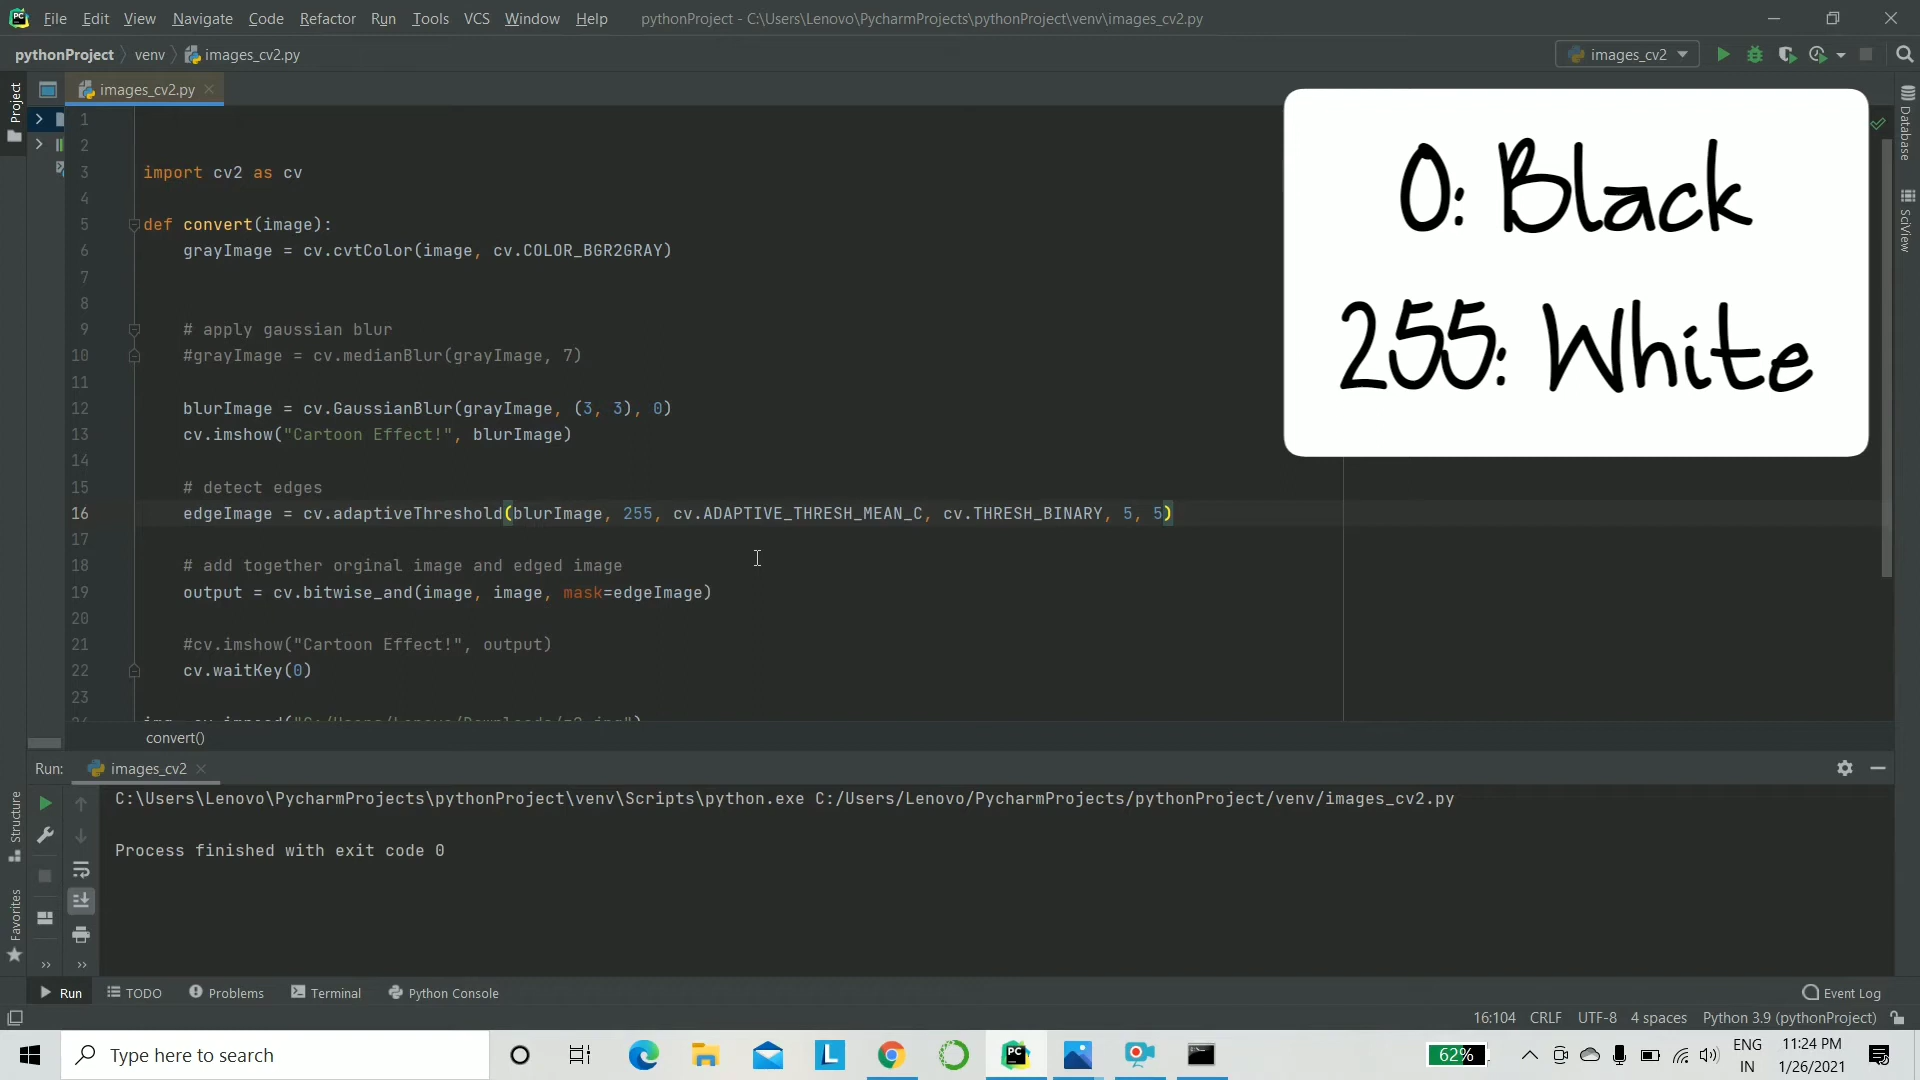 File Edit View Navigate Code Refactor Run Tools VCS Window Help pythonProject - C:\Users\Lenovo\PycharmProjects\pythonProject\venv\images_cv2.py
pythonProject venv images_cv2.py images_cv2
Project images_cv2.py
0: Black
255: White
Database
SciView
1
2
3 import cv2 as cv
4
5 def convert(image):
6 grayImage = cv.cvtColor(image, cv.COLOR_BGR2GRAY)
7
8
9 # apply gaussian blur
10 #grayImage = cv.medianBlur(grayImage, 7)
11
12 blurImage = cv.GaussianBlur(grayImage, (3, 3), 0)
13 cv.imshow("Cartoon Effect!", blurImage)
14
15 # detect edges
16 edgeImage = cv.adaptiveThreshold(blurImage, 255, cv.ADAPTIVE_THRESH_MEAN_C, cv.THRESH_BINARY, 5, 5)
17
18 # add together orginal image and edged image
19 output = cv.bitwise_and(image, image, mask=edgeImage)
20
21 #cv.imshow("Cartoon Effect!", output)
22 cv.waitKey(0)
23
convert()
Run: images_cv2
C:\Users\Lenovo\PycharmProjects\pythonProject\venv\Scripts\python.exe C:/Users/Lenovo/PycharmProjects/pythonProject/venv/images_cv2.py
Process finished with exit code 0
Structure
Favorites
Run TODO Problems Terminal Python Console Event Log
16:104 CRLF UTF-8 4 spaces Python 3.9 (pythonProject)
Type here to search
L
PC
62%
ENG
IN
11:24 PM
1/26/2021